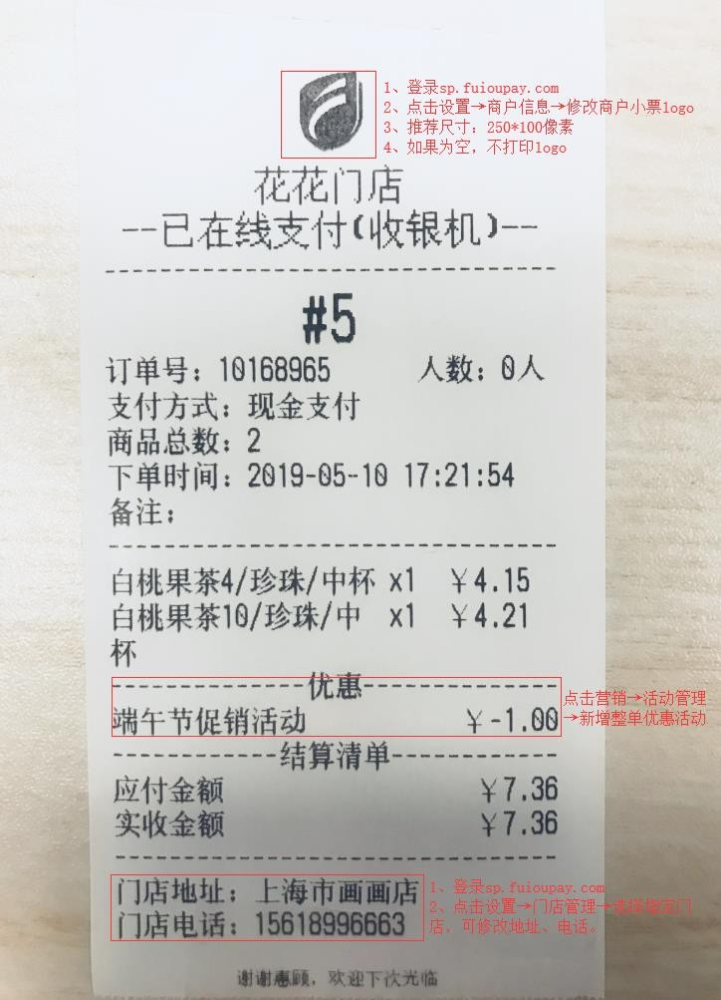 1、登录sp.fuioupay.com
2、点击设置→商户信息→修改商户小票logo
3、推荐尺寸：250*100像素
4、如果为空，不打印logo
花花门店
--已在线支付(收银机)--
#5
订单号：10168965 人数：0人
支付方式：现金支付
商品总数：2
下单时间：2019-05-10 17:21:54
备注：
白桃果茶4/珍珠/中杯 x1 ￥4.15
白桃果茶10/珍珠/中 x1 ￥4.21
杯
优惠
端午节促销活动 ￥-1.00
点击营销→活动管理
→新增整单优惠活动
结算清单
应付金额 ￥7.36
实收金额 ￥7.36
门店地址：上海市画画店
门店电话：15618996663
1、登录sp.fuioupay.com
2、点击设置→门店管理→选择绑定门
店，可修改地址、电话。
谢谢惠顾，欢迎下次光临